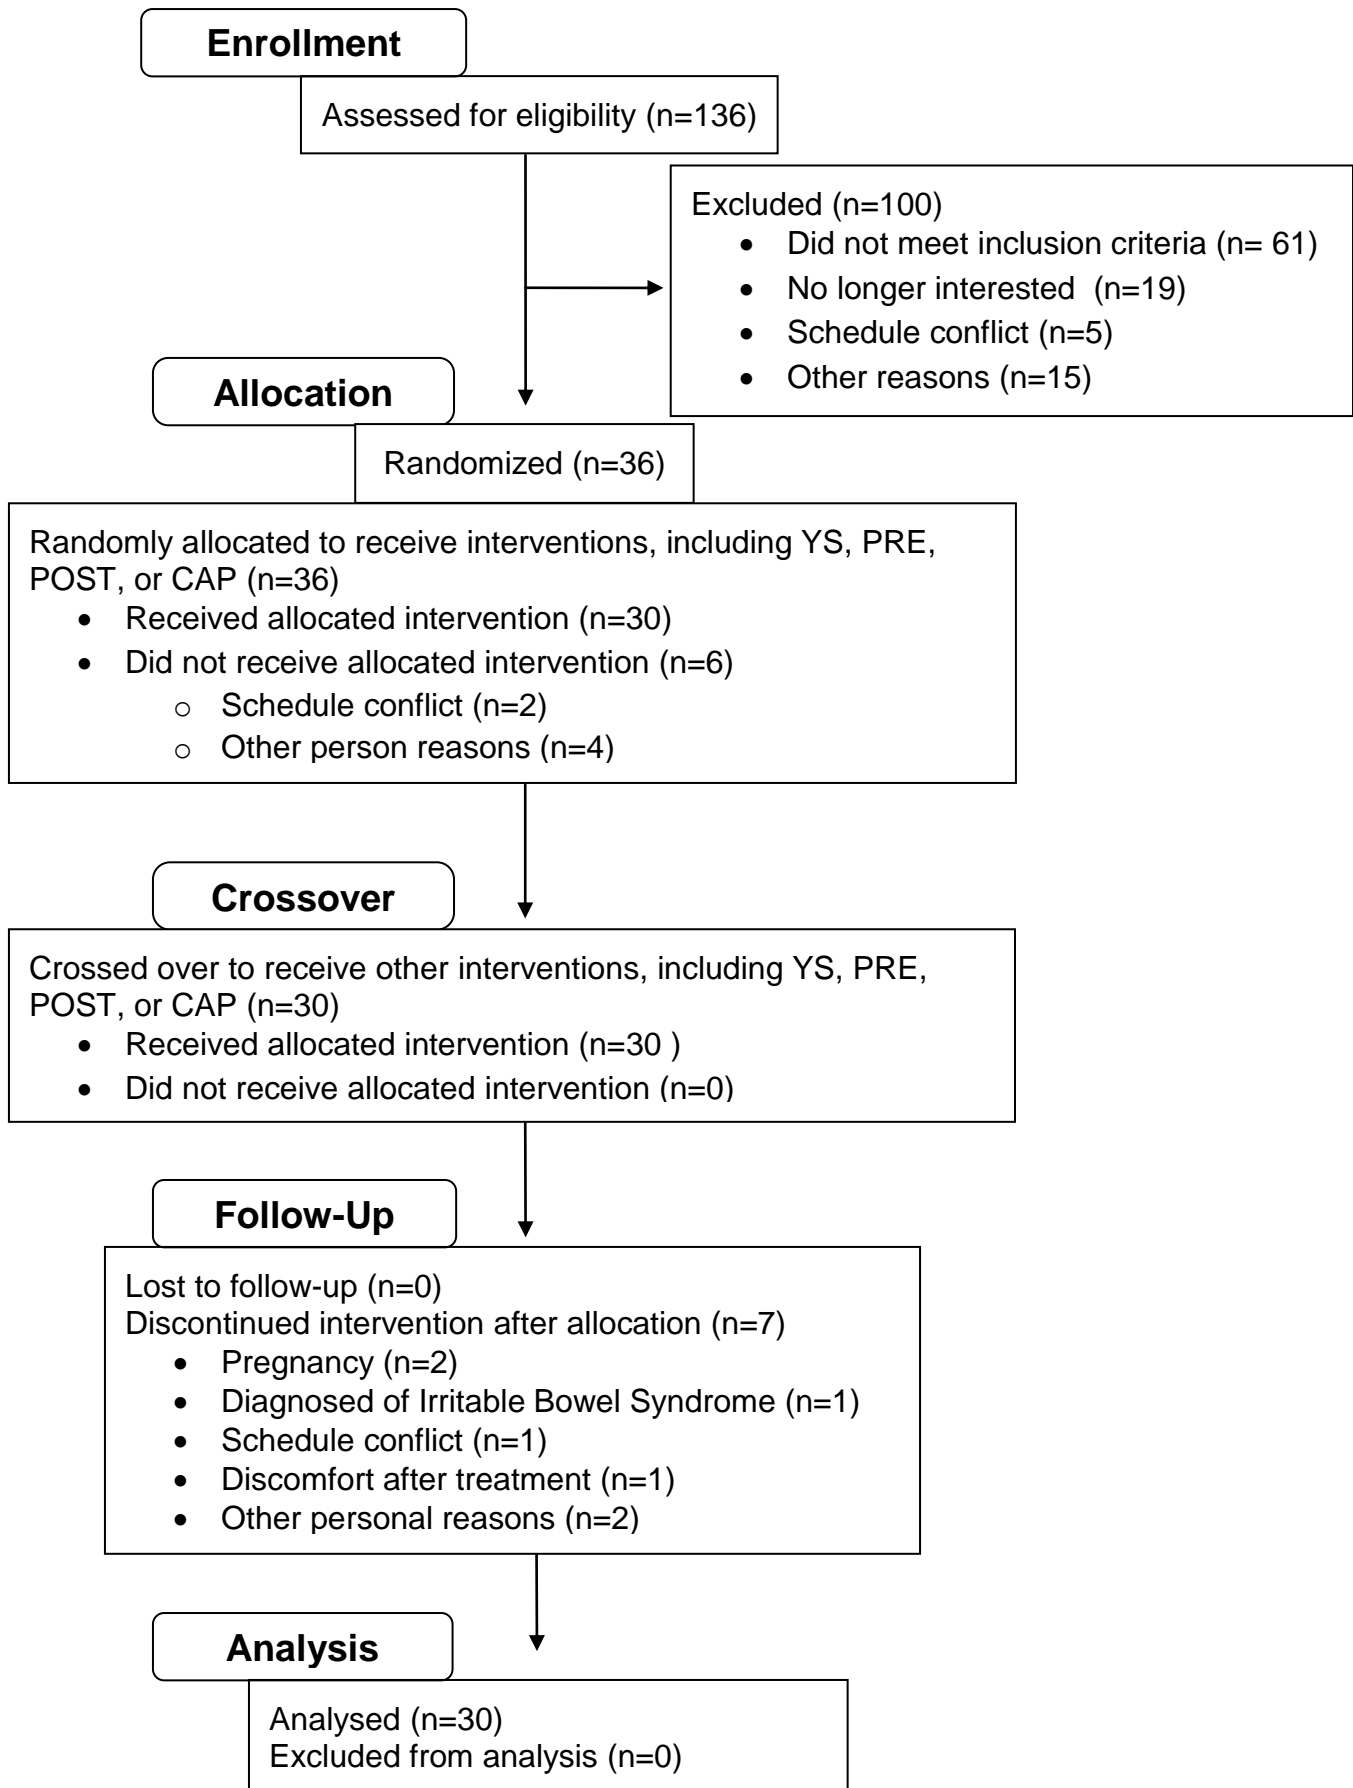 Enrollment
Assessed for eligibility (n=136)
Excluded (n=100)
• Did not meet inclusion criteria (n= 61)
• No longer interested  (n=19)
• Schedule conflict (n=5)
• Other reasons (n=15)
Allocation
Randomized (n=36)
Randomly allocated to receive interventions, including YS, PRE,
POST, or CAP (n=36)
• Received allocated intervention (n=30)
• Did not receive allocated intervention (n=6)
o Schedule conflict (n=2)
o Other person reasons (n=4)
Crossover
Crossed over to receive other interventions, including YS, PRE,
POST, or CAP (n=30)
• Received allocated intervention (n=30 )
• Did not receive allocated intervention (n=0)
Follow-Up
Lost to follow-up (n=0)
Discontinued intervention after allocation (n=7)
• Pregnancy (n=2)
• Diagnosed of Irritable Bowel Syndrome (n=1)
• Schedule conflict (n=1)
• Discomfort after treatment (n=1)
• Other personal reasons (n=2)
Analysis
Analysed (n=30)
Excluded from analysis (n=0)